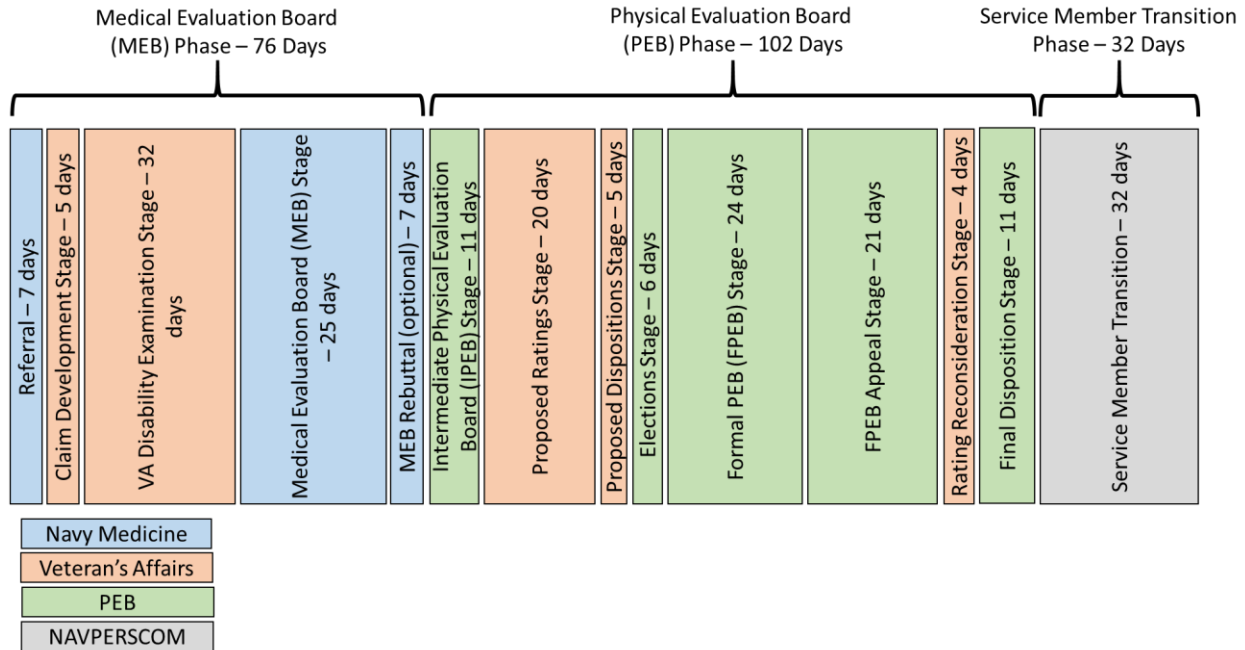 Medical Evaluation Board
(MEB) Phase – 76 Days
Physical Evaluation Board
(PEB) Phase – 102 Days
Service Member Transition
Phase – 32 Days
Referral – 7 days
Claim Development Stage – 5 days
VA Disability Examination Stage – 32
days
Medical Evaluation Board (MEB) Stage
– 25 days
MEB Rebuttal (optional) – 7 days
Intermediate Physical Evaluation
Board (IPEB) Stage – 11 days
Proposed Ratings Stage – 20 days
Proposed Dispositions Stage – 5 days
Elections Stage – 6 days
Formal PEB (FPEB) Stage – 24 days
FPEB Appeal Stage – 21 days
Rating Reconsideration Stage – 4 days
Final Disposition Stage – 11 days
Service Member Transition – 32 days
Navy Medicine
Veteran’s Affairs
PEB
NAVPERSCOM